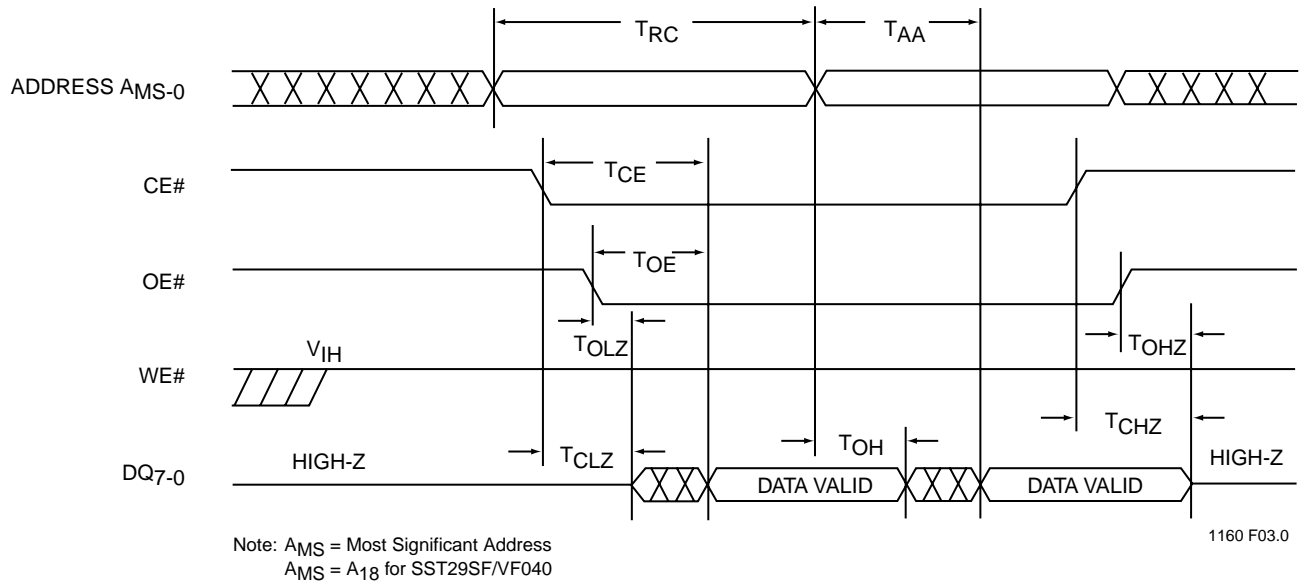 TRC
TAA
ADDRESS AMS-0
TCE
CE#
TOE
OE#
TOLZ
TOHZ
VIH
WE#
TCHZ
TOH
TCLZ
HIGH-Z
HIGH-Z
DQ7-0
DATA VALID
DATA VALID
1160 F03.0
Note: AMS = Most Significant Address
AMS = A18 for SST29SF/VF040